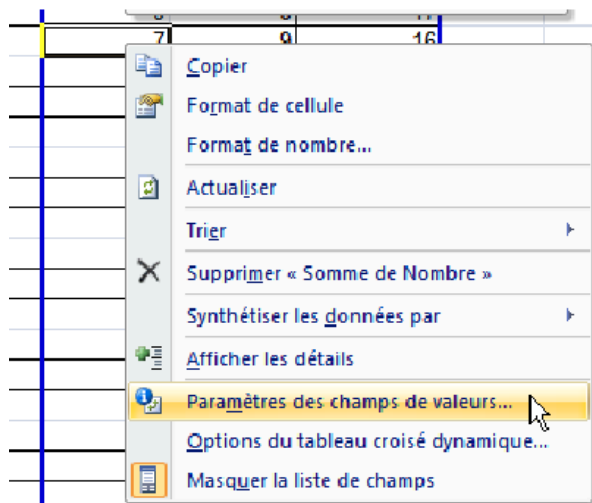 7 9 16
Copier
Format de cellule
Format de nombre...
Actualiser
Trier
Supprimer « Somme de Nombre »
Synthétiser les données par
Afficher les détails
Paramètres des champs de valeurs...
Options du tableau croisé dynamique...
Masquer la liste de champs